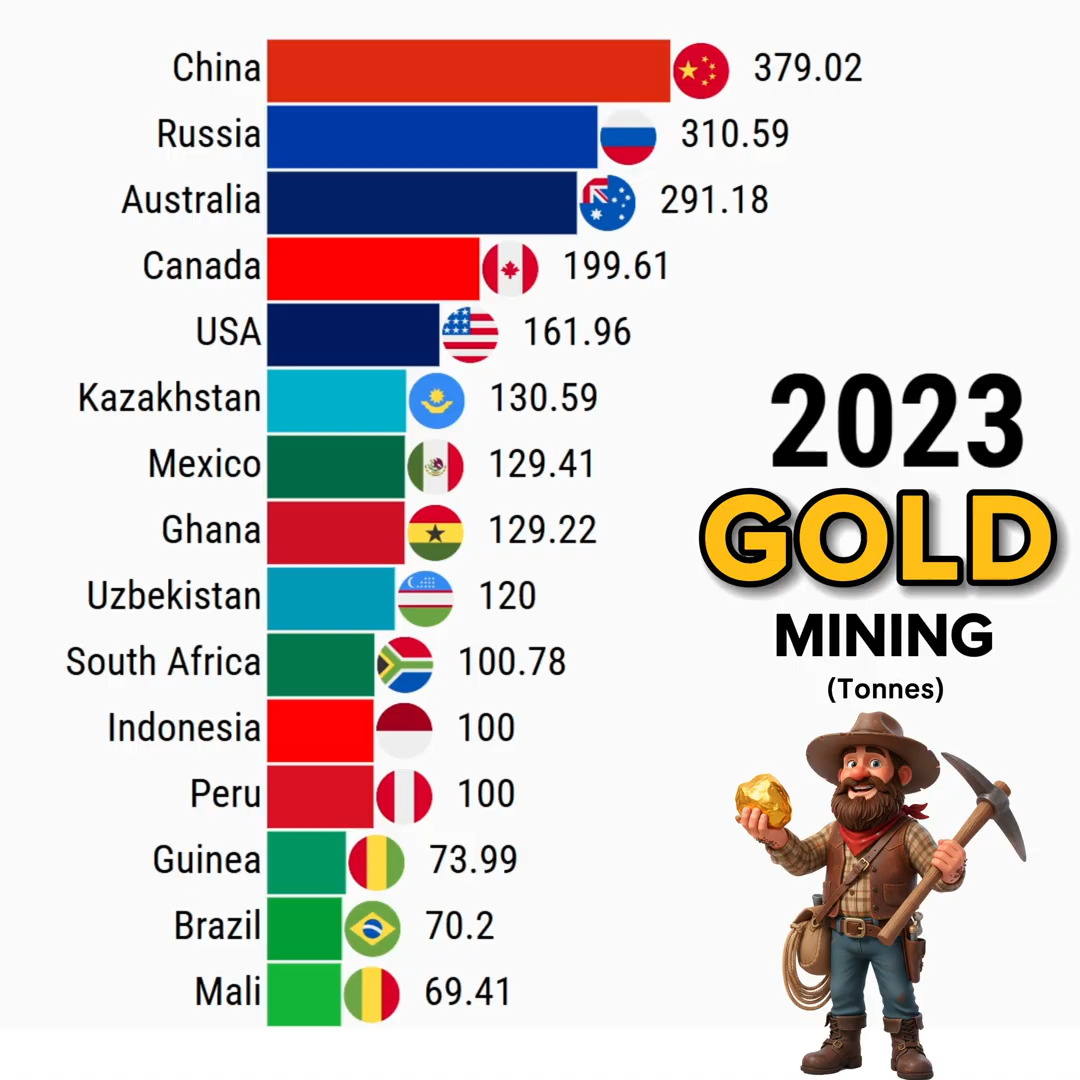 China 379.02
Russia 310.59
Australia 291.18
Canada 199.61
USA 161.96
Kazakhstan 130.59
Mexico 129.41
Ghana 129.22
Uzbekistan 120
South Africa 100.78
Indonesia 100
Peru 100
Guinea 73.99
Brazil 70.2
Mali 69.41
2023
GOLD
MINING
(Tonnes)